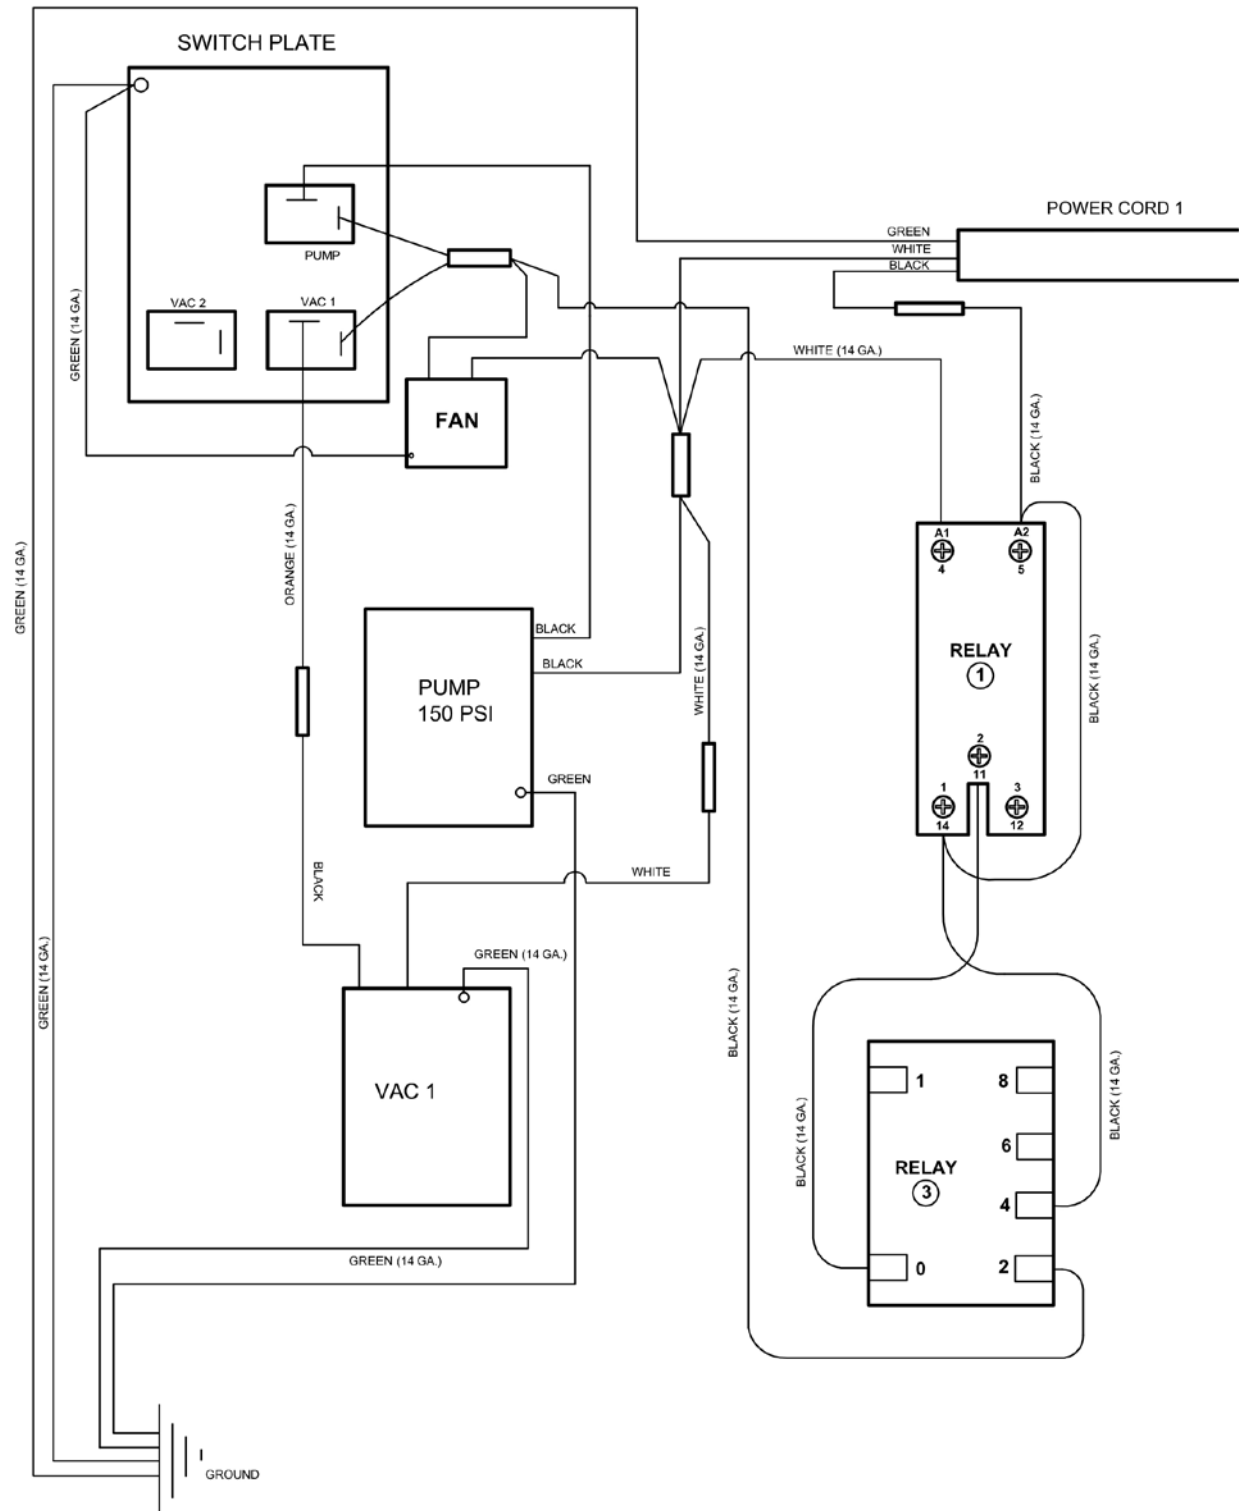 SWITCH PLATE
POWER CORD 1
GREEN
WHITE
BLACK
PUMP
VAC 2
VAC 1
GREEN (14 GA.)
WHITE (14 GA.)
FAN
BLACK (14 GA.)
ORANGE (14 GA.)
A1
A2
4
5
GREEN (14 GA.)
BLACK
BLACK
RELAY
1
PUMP
150 PSI
WHITE (14 GA.)
BLACK (14 GA.)
2
11
GREEN
1
3
14
12
BLACK
WHITE
GREEN (14 GA.)
GREEN (14 GA.)
BLACK (14 GA.)
VAC 1
1
8
6
RELAY
3
4
0
2
BLACK (14 GA.)
BLACK (14 GA.)
GREEN (14 GA.)
GROUND